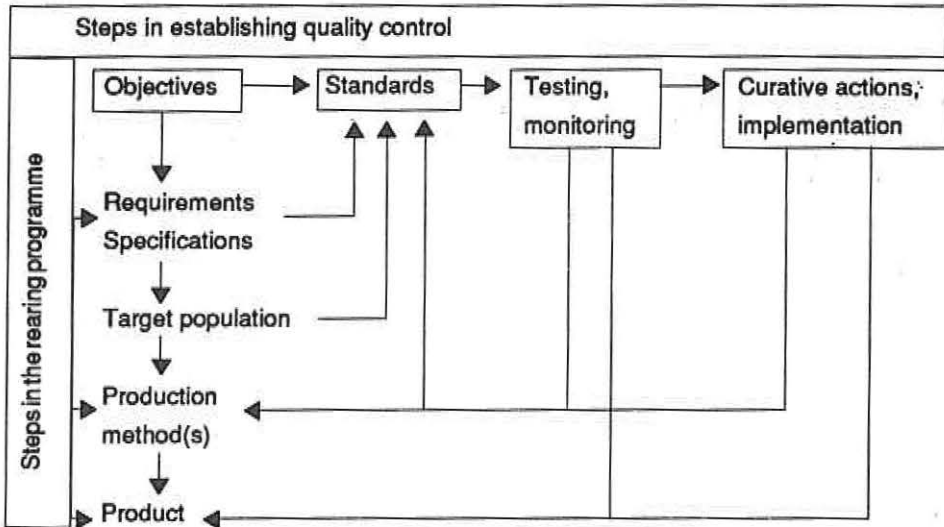 Steps in establishing quality control
Steps in the rearing programme
Objectives
Standards
Testing,
monitoring
Curative actions,
implementation
Requirements
Specifications
Target population
Production
method(s)
Product